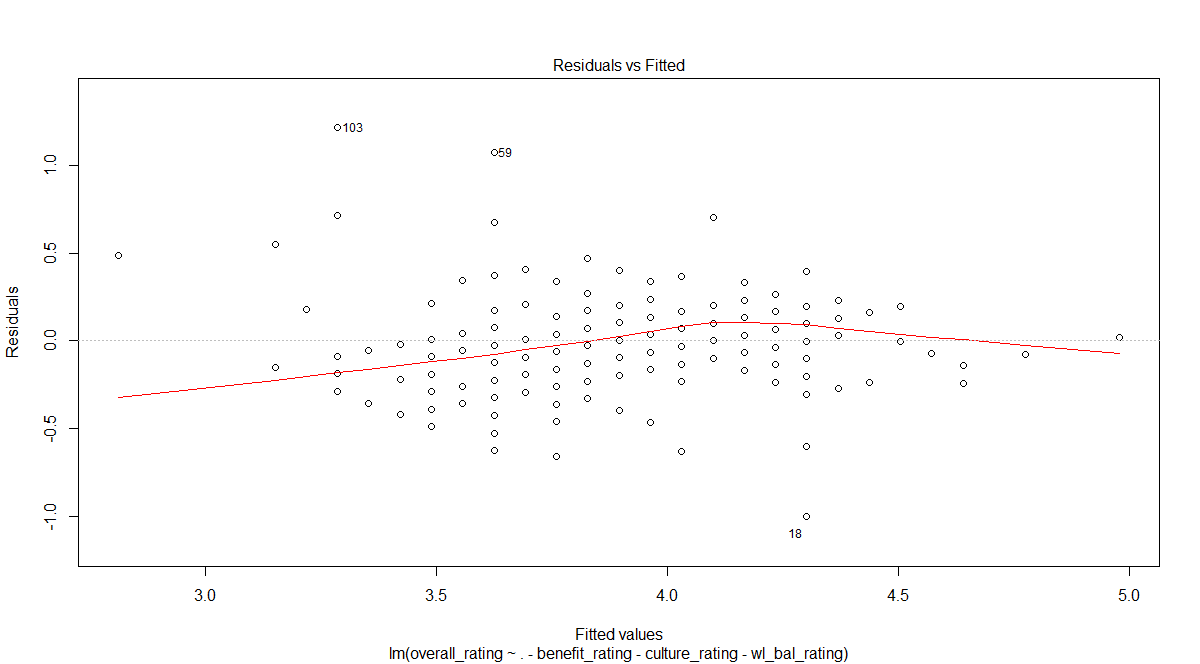 Residuals vs Fitted
103
59
18
Residuals
1.0
0.5
0.0
-0.5
-1.0
3.0 3.5 4.0 4.5 5.0
Fitted values
lm(overall_rating ~ . - benefit_rating - culture_rating - wl_bal_rating)